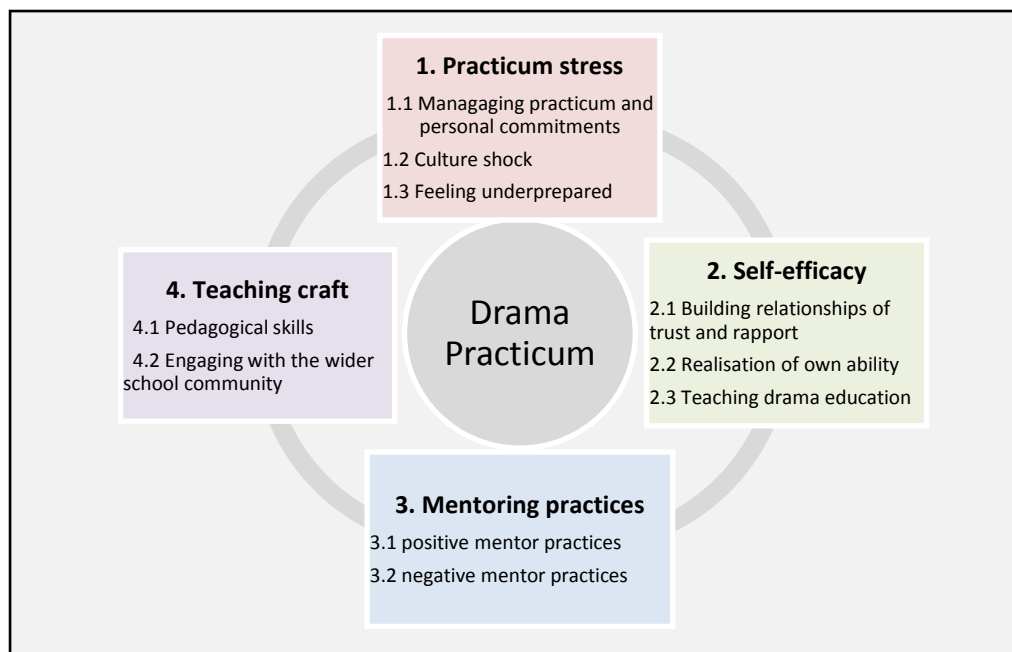 1. Practicum stress
1.1 Managaging practicum and
personal commitments
1.2 Culture shock
1.3 Feeling underprepared
2. Self-efficacy
2.1 Building relationships of
trust and rapport
2.2 Realisation of own ability
2.3 Teaching drama education
3. Mentoring practices
3.1 positive mentor practices
3.2 negative mentor practices
4. Teaching craft
4.1 Pedagogical skills
4.2 Engaging with the wider
school community
Drama
Practicum